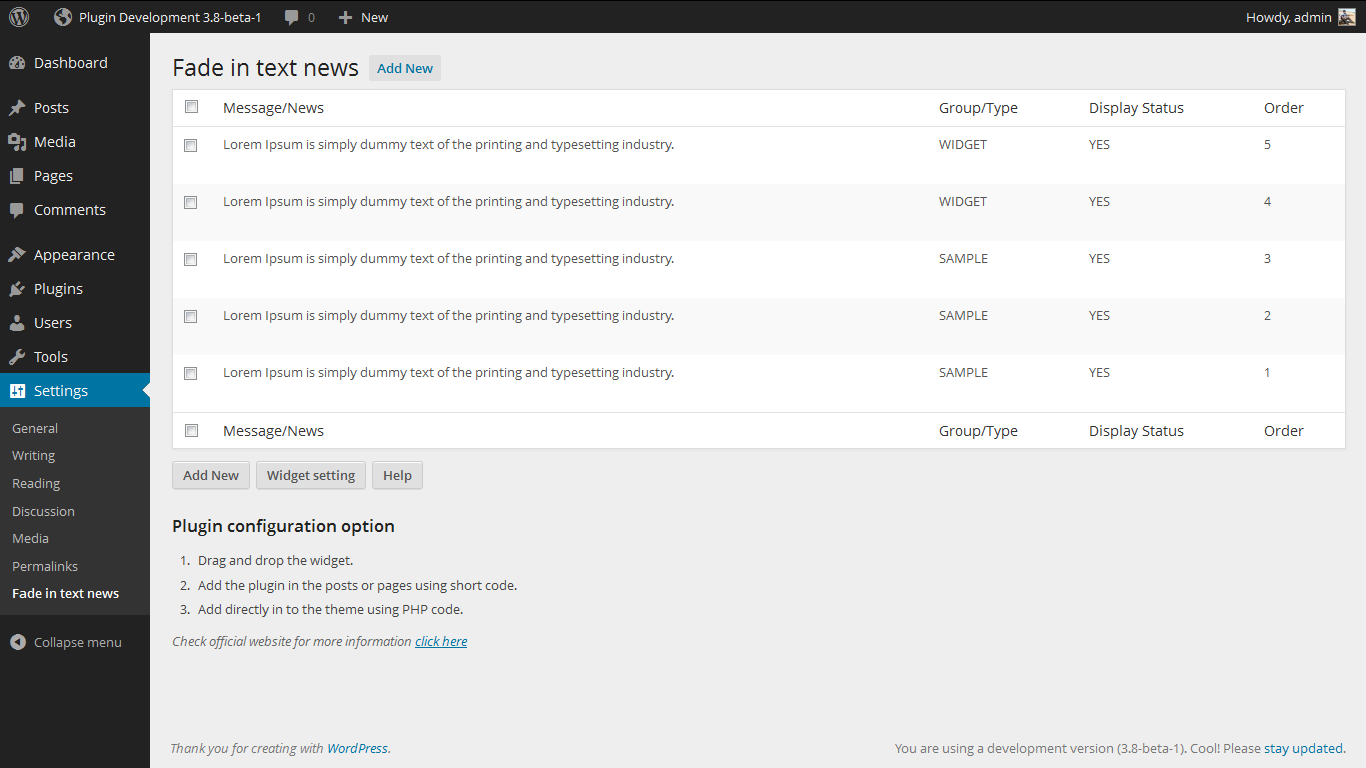 Plugin Development 3.8-beta-1 0 New Howdy, admin
Dashboard
Posts
Media
Pages
Comments
Appearance
Plugins
Users
Tools
Settings
General
Writing
Reading
Discussion
Media
Permalinks
Fade in text news
Collapse menu
Fade in text news Add New
Message/News Group/Type Display Status Order
Lorem Ipsum is simply dummy text of the printing and typesetting industry. WIDGET YES 5
Lorem Ipsum is simply dummy text of the printing and typesetting industry. WIDGET YES 4
Lorem Ipsum is simply dummy text of the printing and typesetting industry. SAMPLE YES 3
Lorem Ipsum is simply dummy text of the printing and typesetting industry. SAMPLE YES 2
Lorem Ipsum is simply dummy text of the printing and typesetting industry. SAMPLE YES 1
Message/News Group/Type Display Status Order
Add New Widget setting Help
Plugin configuration option
1. Drag and drop the widget.
2. Add the plugin in the posts or pages using short code.
3. Add directly in to the theme using PHP code.
Check official website for more information click here
Thank you for creating with WordPress. You are using a development version (3.8-beta-1). Cool! Please stay updated.